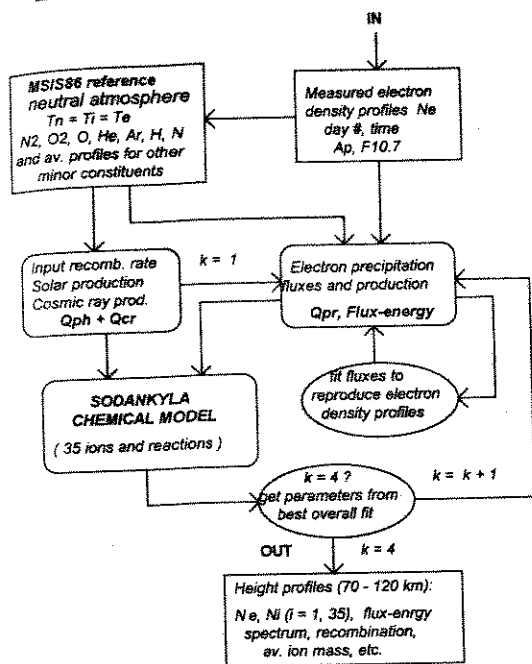 IN
MSIS86 reference
neutral atmosphere
Tn = Ti = Te
N2, O2, O, He, Ar, H, N
and av. profiles for other
minor constituents
Measured electron
density profiles Ne
day #, time
Ap, F10.7
Input recomb. rate
Solar production
Cosmic ray prod.
Qph + Qcr
k = 1
Electron precipitation
fluxes and production
Qpr, Flux-energy
fit fluxes to
reproduce electron
density profiles
SODANKYLA
CHEMICAL MODEL
( 35 ions and reactions )
k = 4 ?
get parameters from
best overall fit
k = k + 1
OUT
k = 4
Height profiles (70 - 120 km):
Ne, Ni (i = 1, 35), flux-enrgy
spectrum, recombination,
av. ion mass, etc.